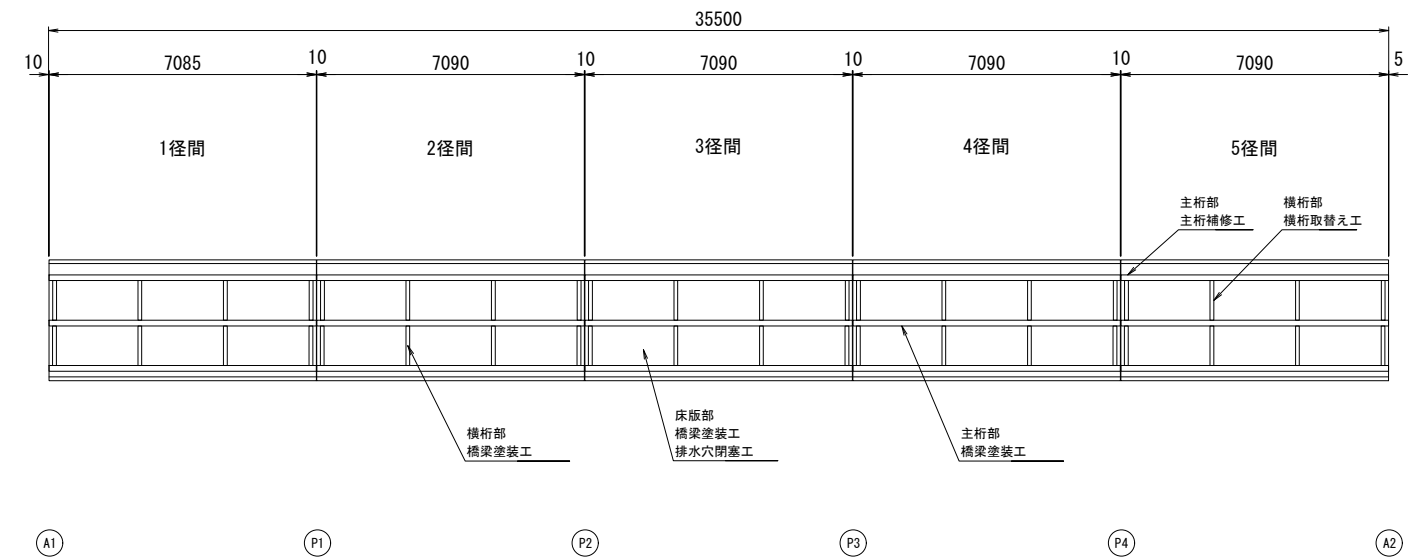 35500
10
7085
10
7090
10
7090
10
7090
10
7090
5
1径間
2径間
3径間
4径間
5径間
主桁部
主桁補修工
横桁部
横桁取替え工
横桁部
橋梁塗装工
床版部
橋梁塗装工
排水穴閉塞工
主桁部
橋梁塗装工
A1
P1
P2
P3
P4
A2